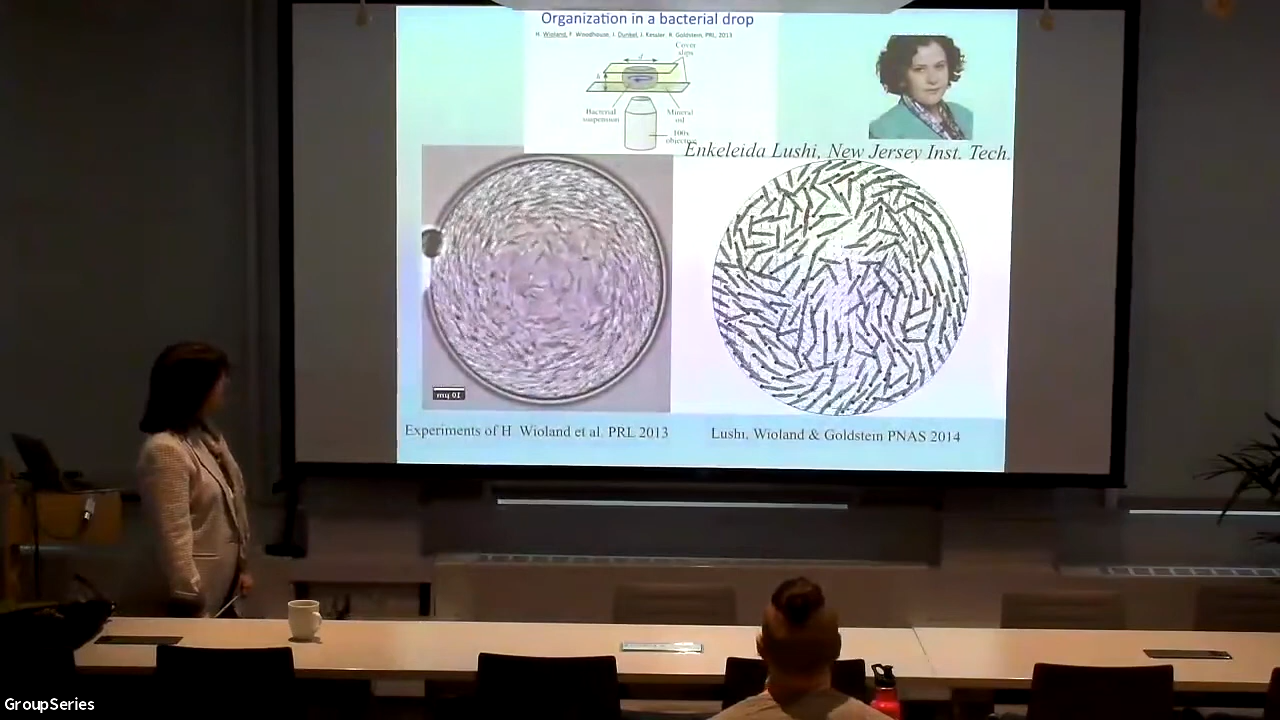 Organization in a bacterial drop
H. Wioland, F. Woodhouse, J. Dunkel, J. Kessler R. Goldstein, PRL, 2013
Cover
slips
d
h
Bacterial
suspension
Mineral
oil
100x
objective
Enkeleida Lushi, New Jersey Inst. Tech.
10 µm
Experiments of H. Wioland et al. PRL 2013
Lushi, Wioland & Goldstein PNAS 2014
GroupSeries